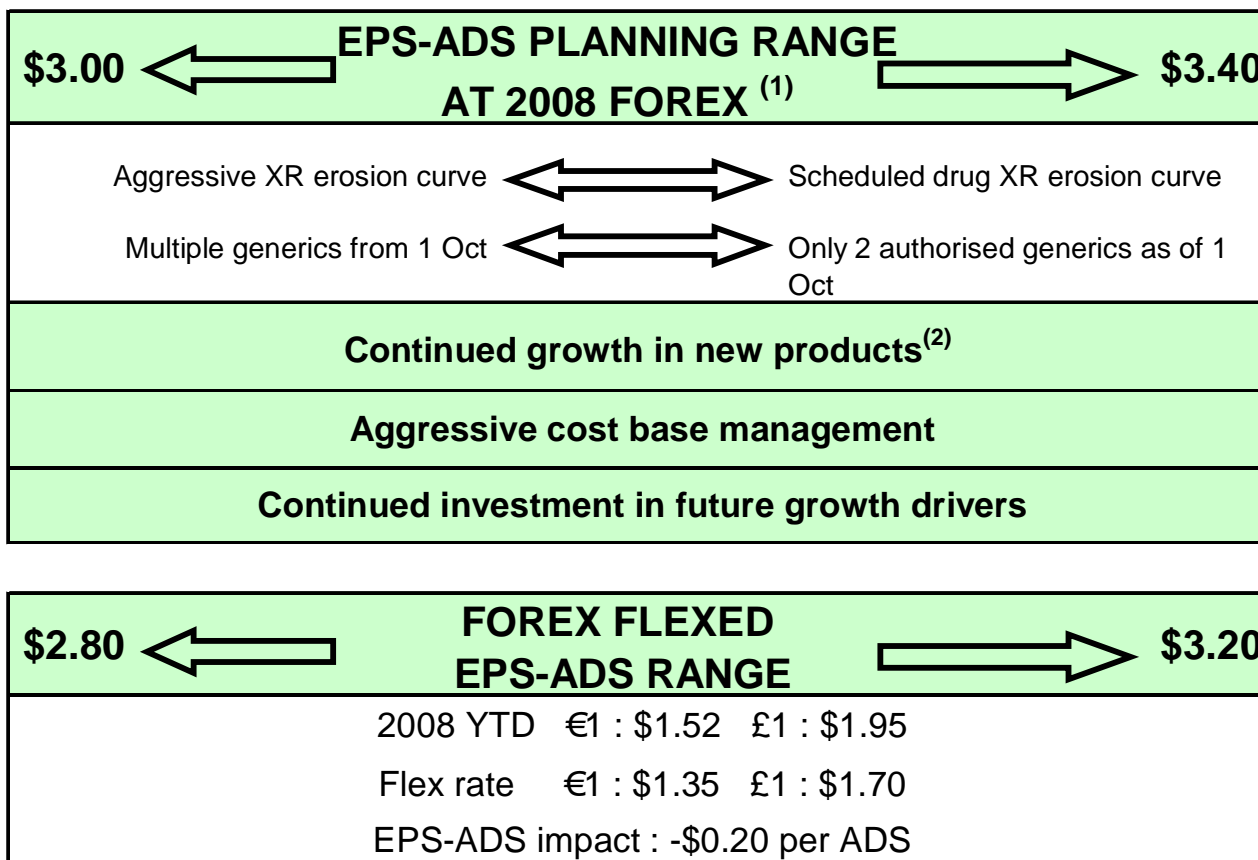 EPS-ADS PLANNING RANGE
$3.00 $3.40
AT 2008 FOREX (1)
Aggressive XR erosion curve Scheduled drug XR erosion curve
Multiple generics from 1 Oct Only 2 authorised generics as of 1
Oct
Continued growth in new products(2)
Aggressive cost base management
Continued investment in future growth drivers
FOREX FLEXED
$2.80 $3.20
EPS-ADS RANGE
2008 YTD €1 : $1.52 £1 : $1.95
Flex rate €1 : $1.35 £1 : $1.70
EPS-ADS impact : -$0.20 per ADS